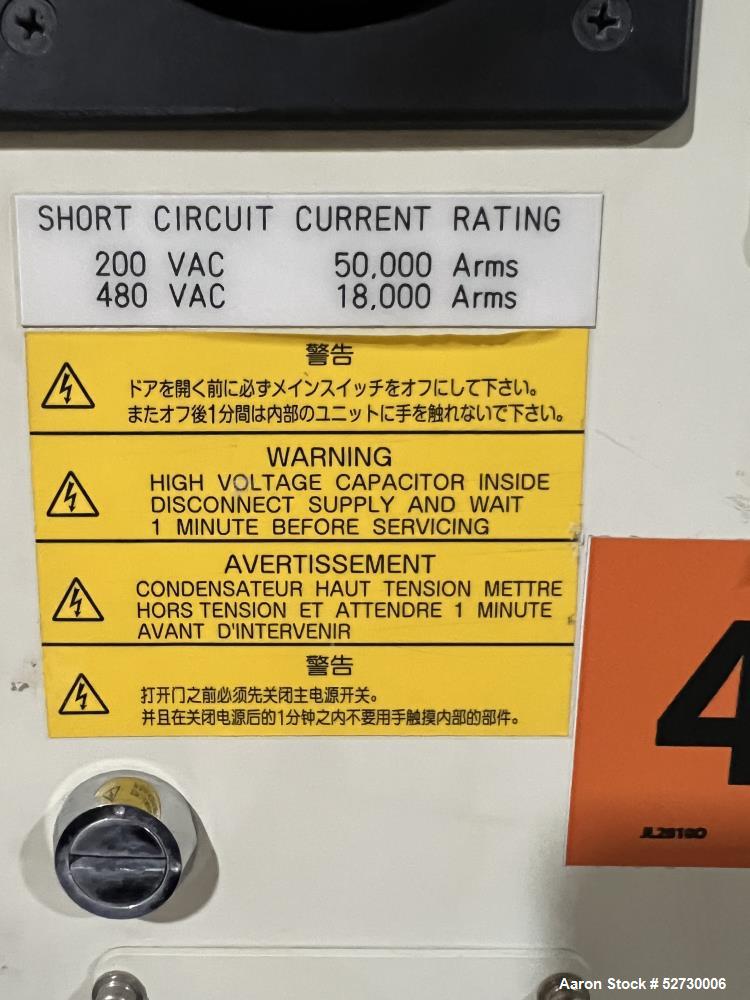 SHORT CIRCUIT CURRENT RATING
200 VAC 50,000 Arms
480 VAC 18,000 Arms
警告
ドアを開く前に必ずメインスイッチをオフにして下さい。
またオフ後1分間は内部のユニットに手を触れないで下さい。
WARNING
HIGH VOLTAGE CAPACITOR INSIDE
DISCONNECT SUPPLY AND WAIT
1 MINUTE BEFORE SERVICING
AVERTISSEMENT
CONDENSATEUR HAUT TENSION METTRE
HORS TENSION ET ATTENDRE 1 MINUTE
AVANT D'INTERVENIR
警告
打开门之前必须先关闭主电源开关。
并且在关闭电源后的1分钟之内不要用手触摸内部的部件。
4
Aaron Stock # 52730006